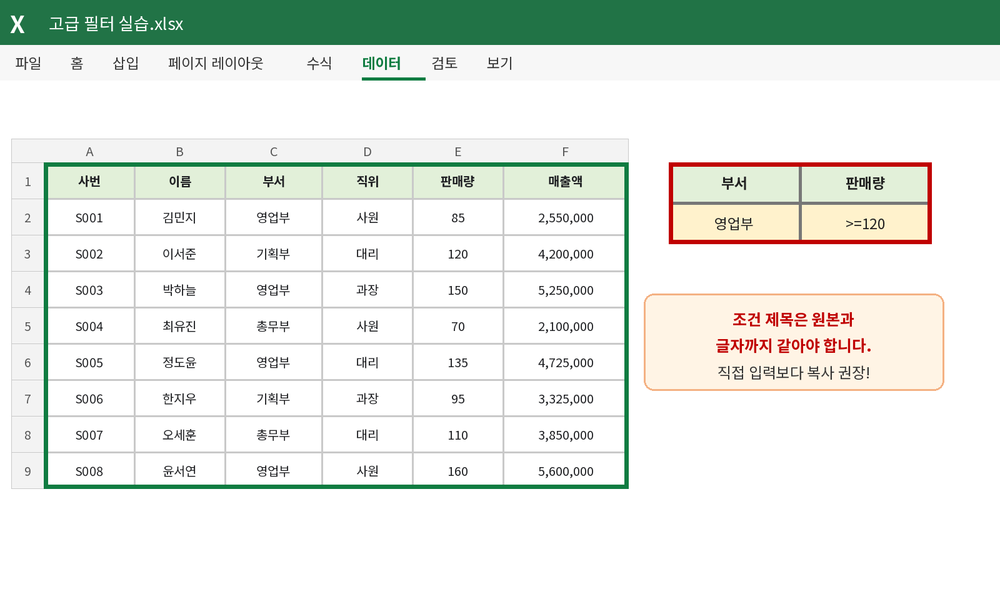 X 고급 필터 실습.xlsx
파일 홈 삽입 페이지 레이아웃 수식 데이터 검토 보기
A B C D E F
1 사번 이름 부서 직위 판매량 매출액
2 S001 김민지 영업부 사원 85 2,550,000
3 S002 이서준 기획부 대리 120 4,200,000
4 S003 박하늘 영업부 과장 150 5,250,000
5 S004 최유진 총무부 사원 70 2,100,000
6 S005 정도윤 영업부 대리 135 4,725,000
7 S006 한지우 기획부 과장 95 3,325,000
8 S007 오세훈 총무부 대리 110 3,850,000
9 S008 윤서연 영업부 사원 160 5,600,000
부서 판매량
영업부 >=120
조건 제목은 원본과
글자까지 같아야 합니다.
직접 입력보다 복사 권장!